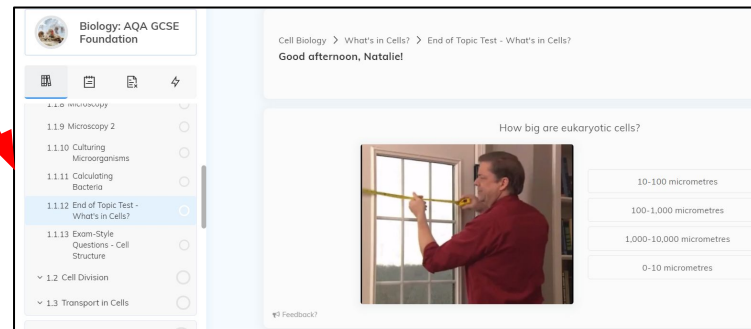 Biology: AQA GCSE
Foundation
1.1.8 Microscopy
1.1.9 Microscopy 2
1.1.10 Culturing
Microorganisms
1.1.11 Calculating
Bacteria
1.1.12 End of Topic Test -
What's in Cells?
1.1.13 Exam-Style
Questions - Cell
Structure
1.2 Cell Division
1.3 Transport in Cells
Cell Biology > What's in Cells? > End of Topic Test - What's in Cells?
Good afternoon, Natalie!
How big are eukaryotic cells?
10-100 micrometres
100-1,000 micrometres
1,000-10,000 micrometres
0-10 micrometres
Feedback?